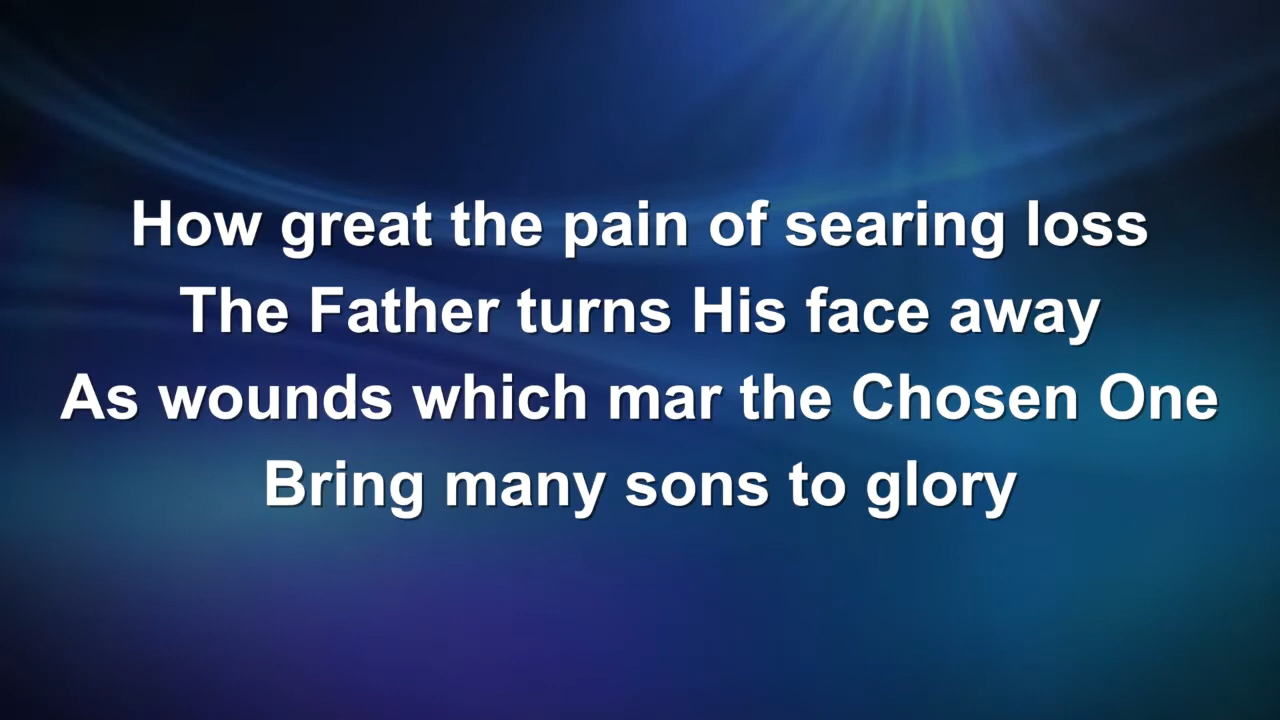 How great the pain of searing loss
The Father turns His face away
As wounds which mar the Chosen One
Bring many sons to glory